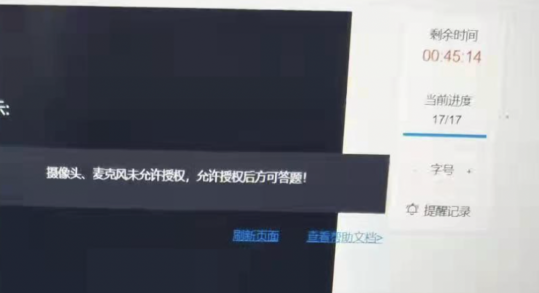 剩余时间
00:45:14
当前进度
17/17
示:
摄像头、麦克风未允许授权，允许授权后方可答题！
字号 +
提醒记录
刷新页面 查看帮助文档>